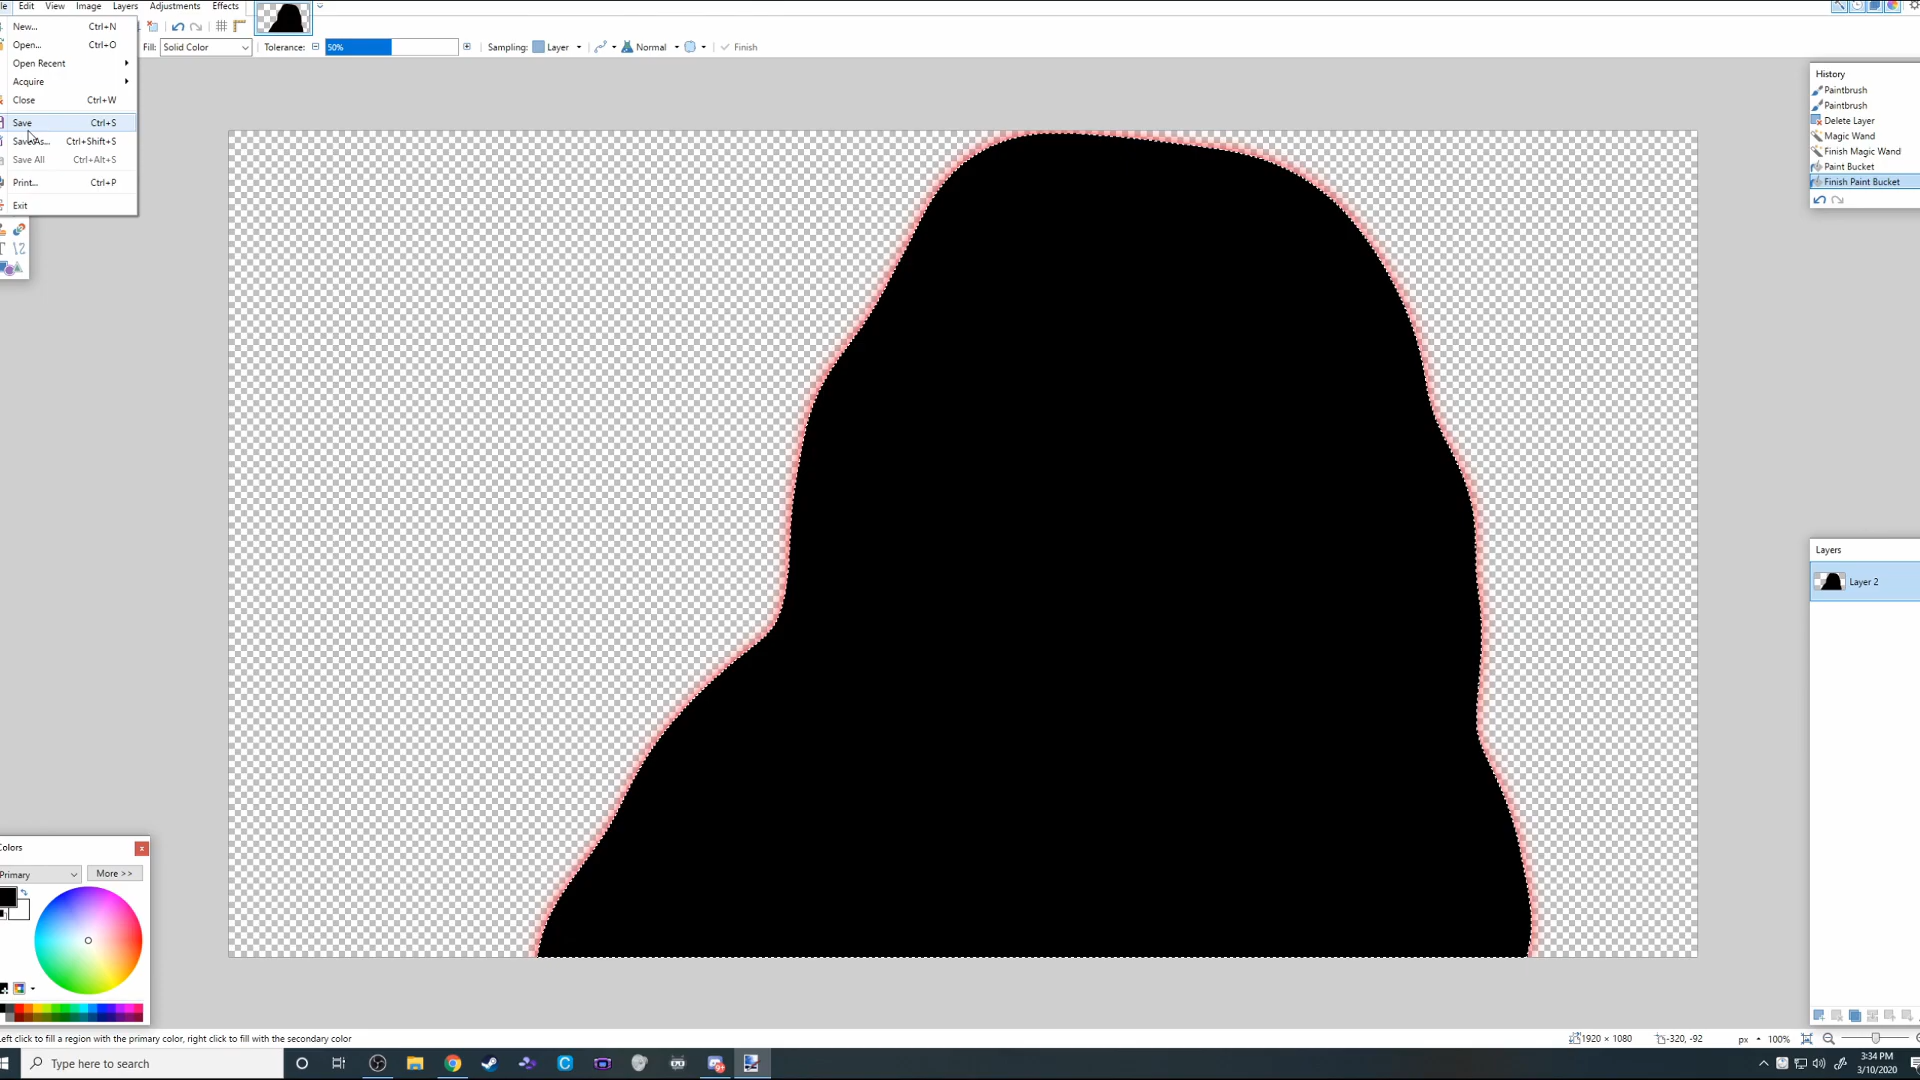 le Edit View Image Layers Adjustments Effects
New... Ctrl+N
Open... Ctrl+O
Open Recent
Acquire
Close Ctrl+W
Save Ctrl+S
Save As... Ctrl+Shift+S
Save All Ctrl+Alt+S
Print... Ctrl+P
Exit
Fill: Solid Color Tolerance: 50% Sampling: Layer Normal Finish
History
Paintbrush
Paintbrush
Delete Layer
Magic Wand
Finish Magic Wand
Paint Bucket
Finish Paint Bucket
Layers
Layer 2
Colors
Primary More >>
Left click to fill a region with the primary color, right click to fill with the secondary color
1920 × 1080 -320, -92 px 100%
Type here to search
3:34 PM
3/10/2020